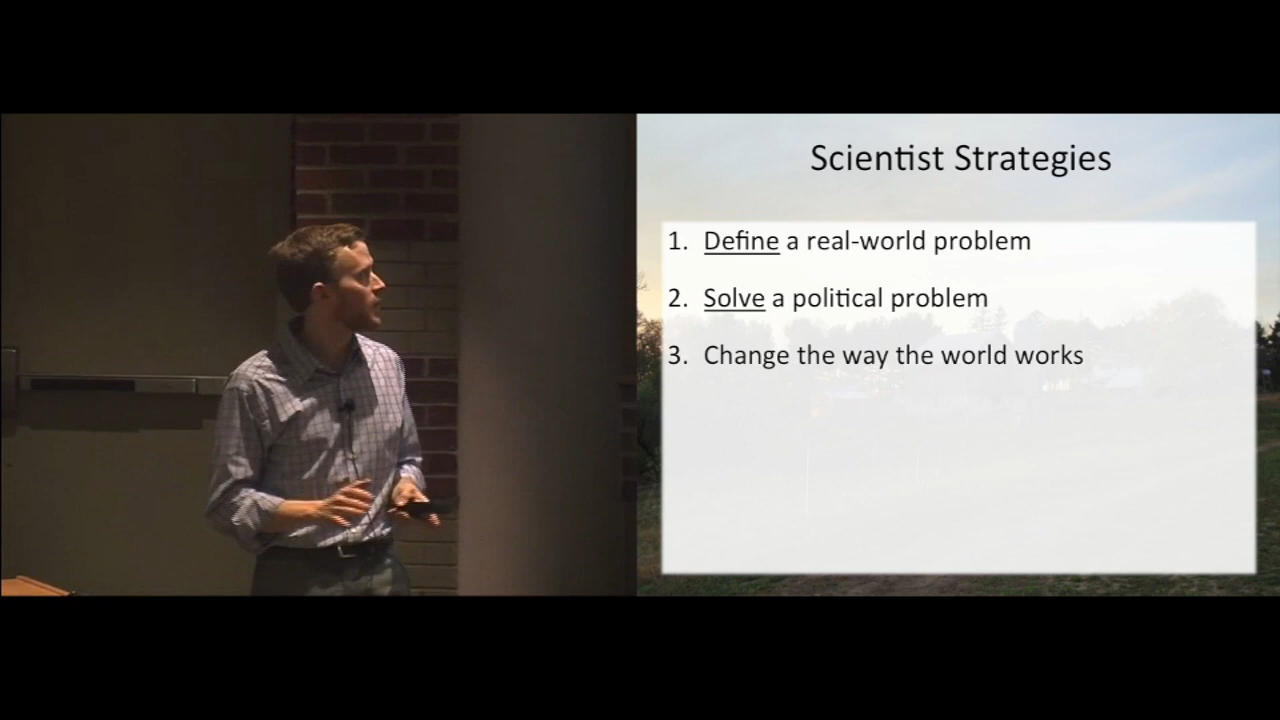 Scientist Strategies
1. Define a real-world problem
2. Solve a political problem
3. Change the way the world works